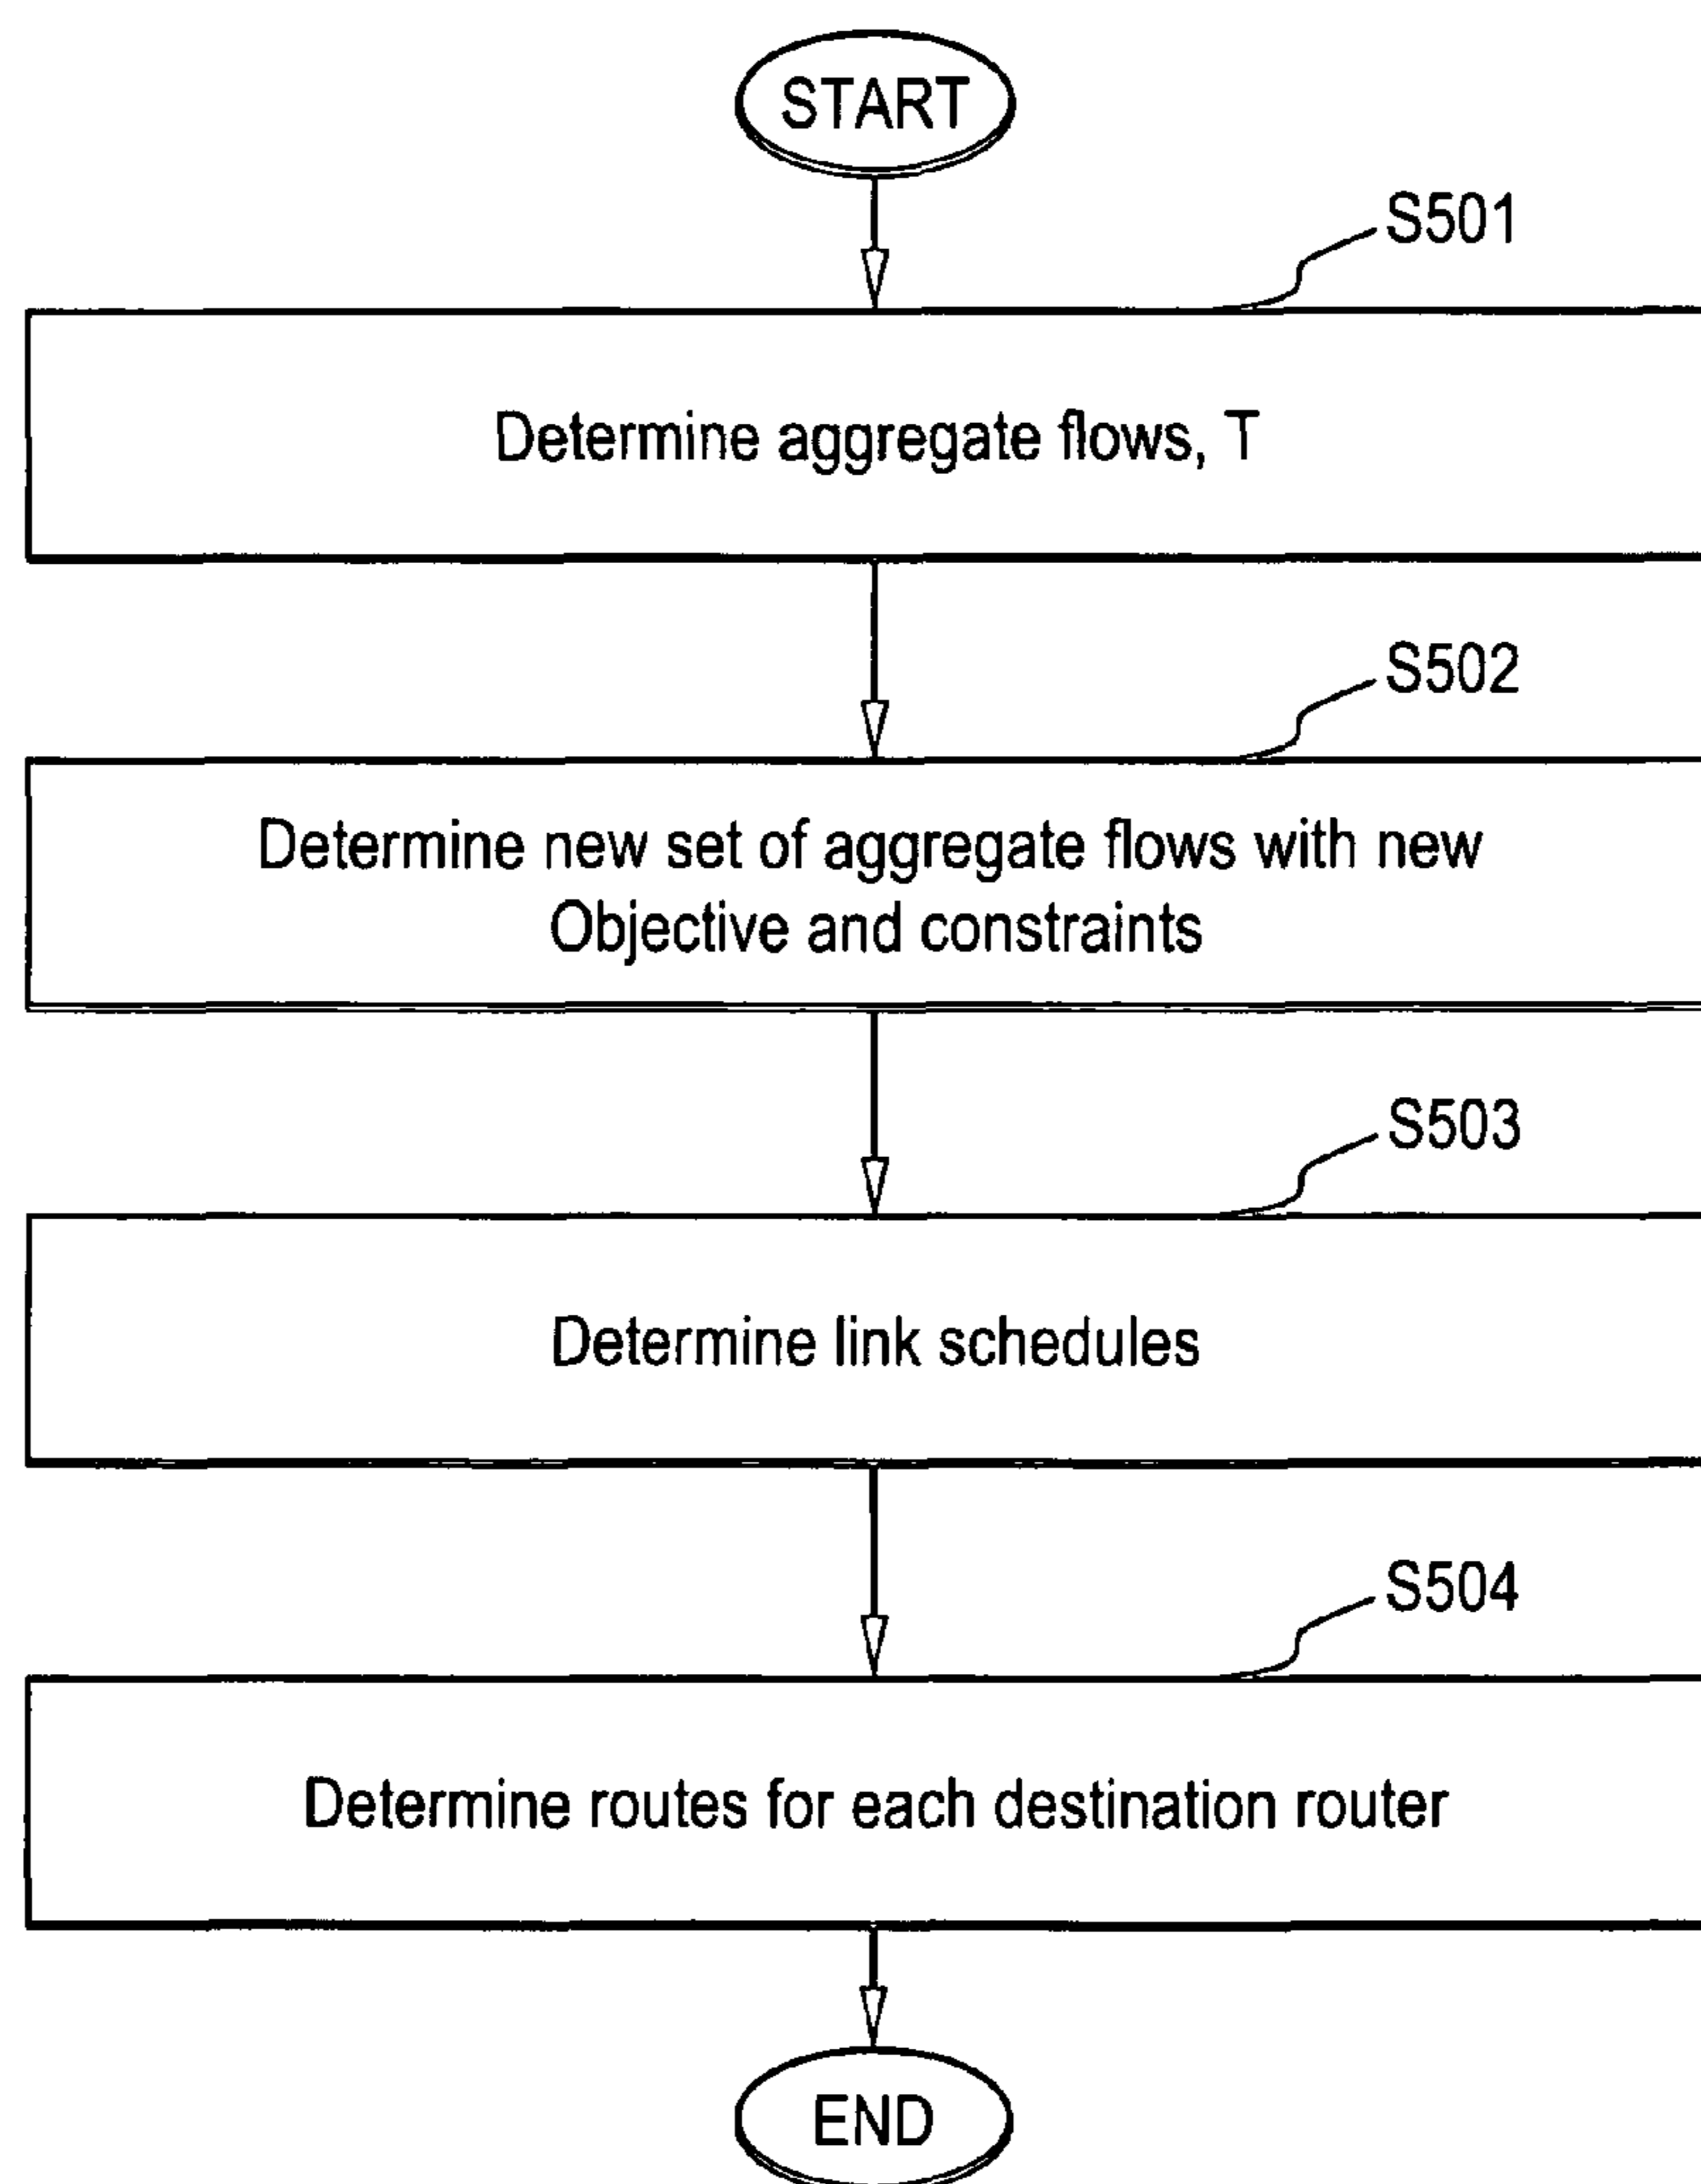 START
S501
Determine aggregate flows, T
S502
Determine new set of aggregate flows with new
Objective and constraints
S503
Determine link schedules
S504
Determine routes for each destination router
END